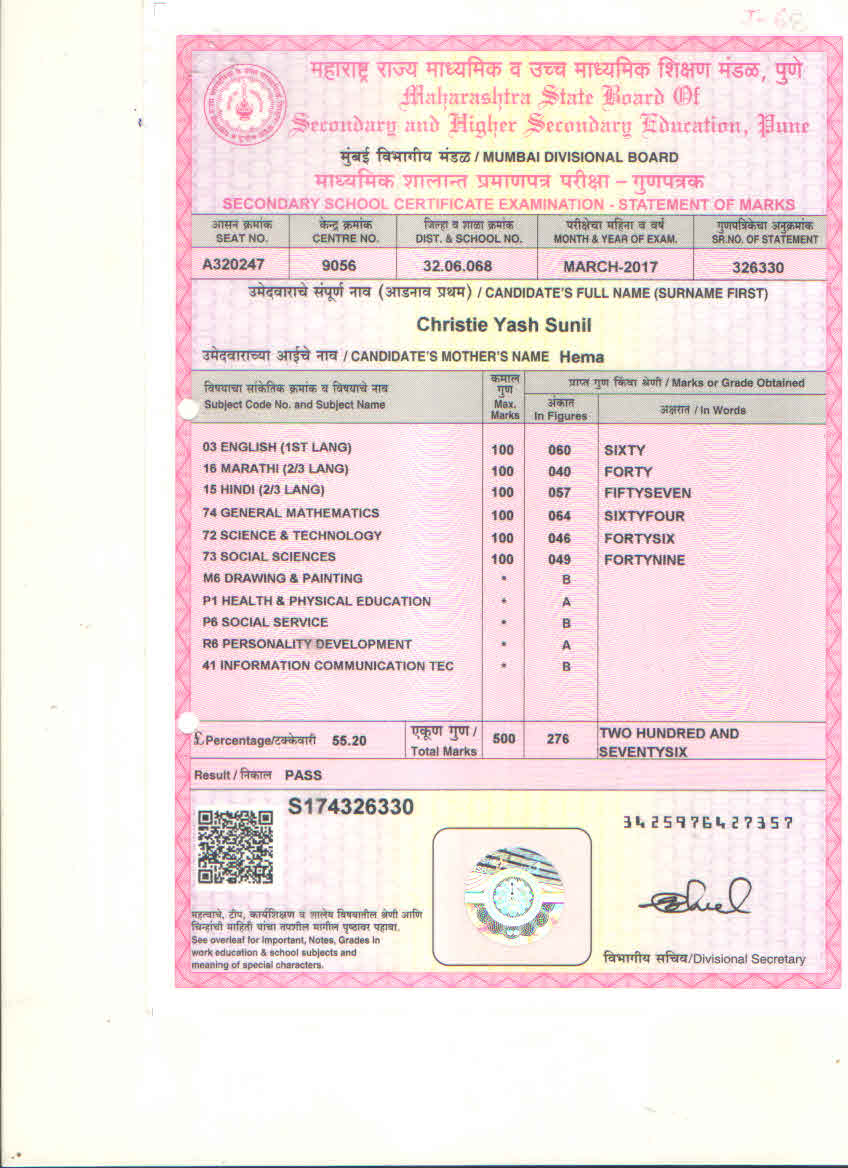 J-68
महाराष्ट्र राज्य माध्यमिक व उच्च माध्यमिक शिक्षण मंडळ, पुणे
Maharashtra State Board Of
Secondary and Higher Secondary Education, Pune
मुंबई विभागीय मंडळ / MUMBAI DIVISIONAL BOARD
माध्यमिक शालान्त प्रमाणपत्र परीक्षा – गुणपत्रक
SECONDARY SCHOOL CERTIFICATE EXAMINATION - STATEMENT OF MARKS
आसन क्रमांक केन्द्र क्रमांक जिल्हा व शाळा क्रमांक परीक्षेचा महिना व वर्ष गुणपत्रिकेचा अनुक्रमांक
SEAT NO. CENTRE NO. DIST. & SCHOOL NO. MONTH & YEAR OF EXAM. SR.NO. OF STATEMENT
A320247 9056 32.06.068 MARCH-2017 326330
उमेदवाराचे संपूर्ण नाव (आडनाव प्रथम) / CANDIDATE'S FULL NAME (SURNAME FIRST)
Christie Yash Sunil
उमेदवाराच्या आईचे नाव / CANDIDATE'S MOTHER'S NAME Hema
विषयाचा सांकेतिक क्रमांक व विषयाचे नाव
Subject Code No. and Subject Name
कमाल
गुण
Max.
Marks
प्राप्त गुण किंवा श्रेणी / Marks or Grade Obtained
अंकात
In Figures
अक्षरात / In Words
03 ENGLISH (1ST LANG) 100 060 SIXTY
16 MARATHI (2/3 LANG) 100 040 FORTY
15 HINDI (2/3 LANG) 100 057 FIFTYSEVEN
74 GENERAL MATHEMATICS 100 064 SIXTYFOUR
72 SCIENCE & TECHNOLOGY 100 046 FORTYSIX
73 SOCIAL SCIENCES 100 049 FORTYNINE
M6 DRAWING & PAINTING * B
P1 HEALTH & PHYSICAL EDUCATION * A
P6 SOCIAL SERVICE * B
R6 PERSONALITY DEVELOPMENT * A
41 INFORMATION COMMUNICATION TEC * B
£ Percentage/टक्केवारी 55.20
एकूण गुण /
Total Marks
500 276 TWO HUNDRED AND
SEVENTYSIX
Result / निकाल PASS
S174326330
3425976427357
महत्वाचे, टीप, कार्यशिक्षण व शालेय विषयातील श्रेणी आणि
चिन्हांची माहिती यांचा तपशील मागील पृष्ठावर पहावा.
See overleaf for Important, Notes, Grades in
work education & school subjects and
meaning of special characters.
विभागीय सचिव/Divisional Secretary